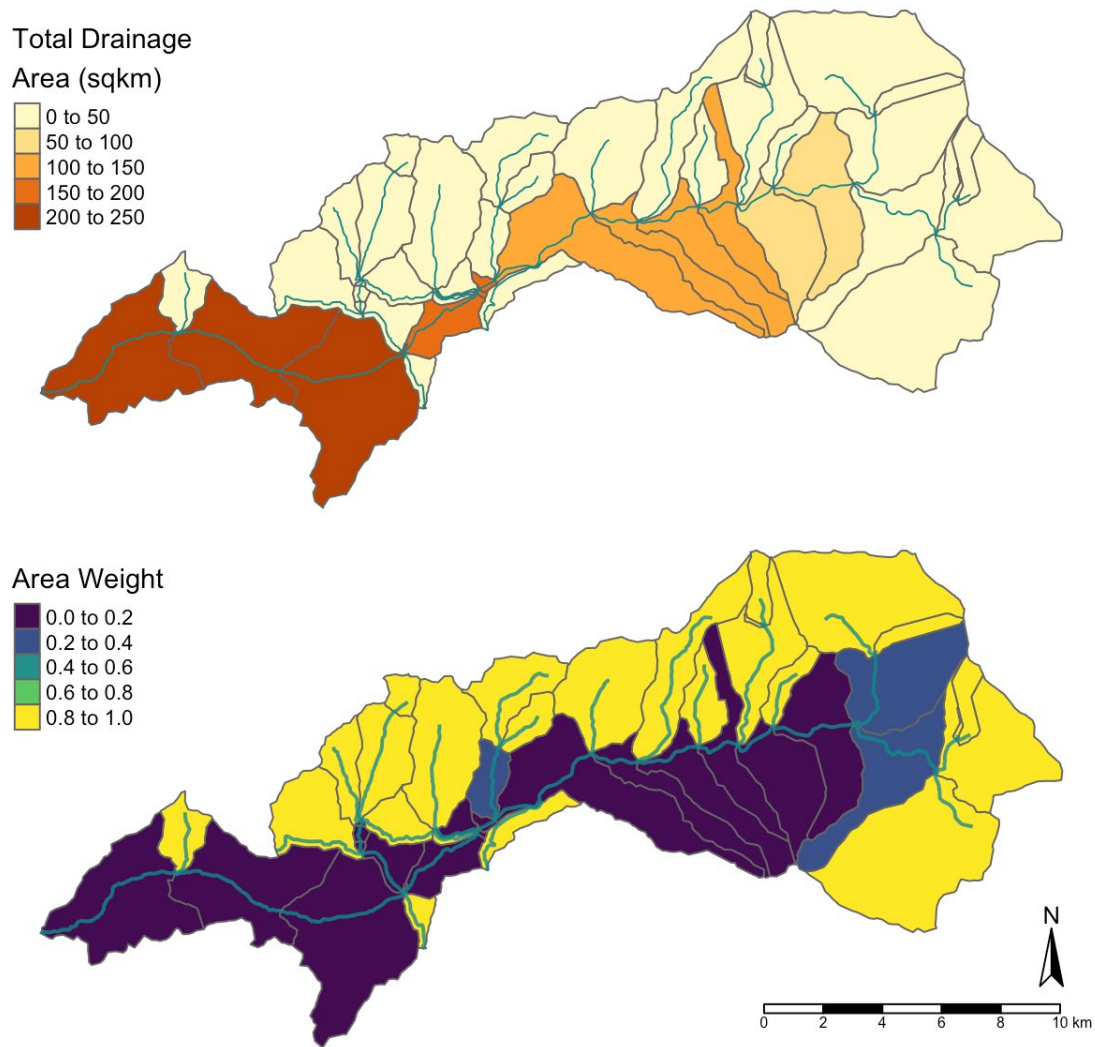 Total Drainage
Area (sqkm)
0 to 50
50 to 100
100 to 150
150 to 200
200 to 250
Area Weight
0.0 to 0.2
0.2 to 0.4
0.4 to 0.6
0.6 to 0.8
0.8 to 1.0
N
0 2 4 6 8 10 km